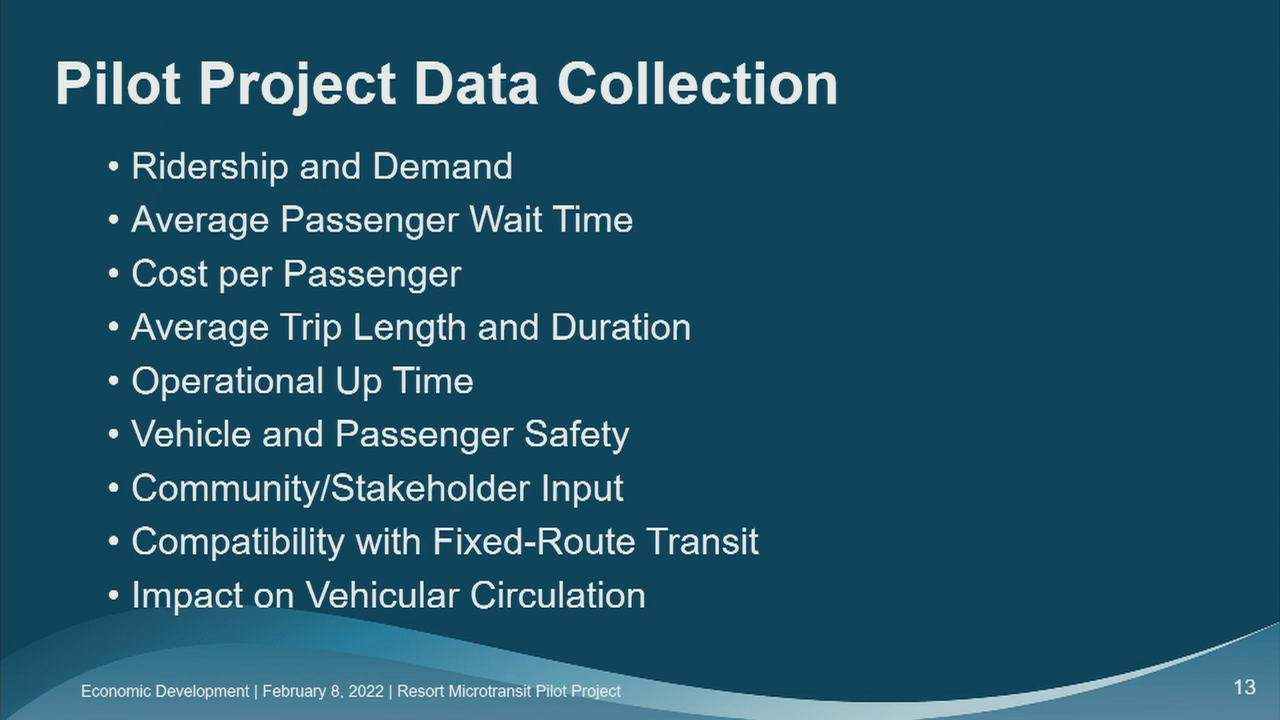 Pilot Project Data Collection
• Ridership and Demand
• Average Passenger Wait Time
• Cost per Passenger
• Average Trip Length and Duration
• Operational Up Time
• Vehicle and Passenger Safety
• Community/Stakeholder Input
• Compatibility with Fixed-Route Transit
• Impact on Vehicular Circulation
Economic Development | February 8, 2022 | Resort Microtransit Pilot Project
13